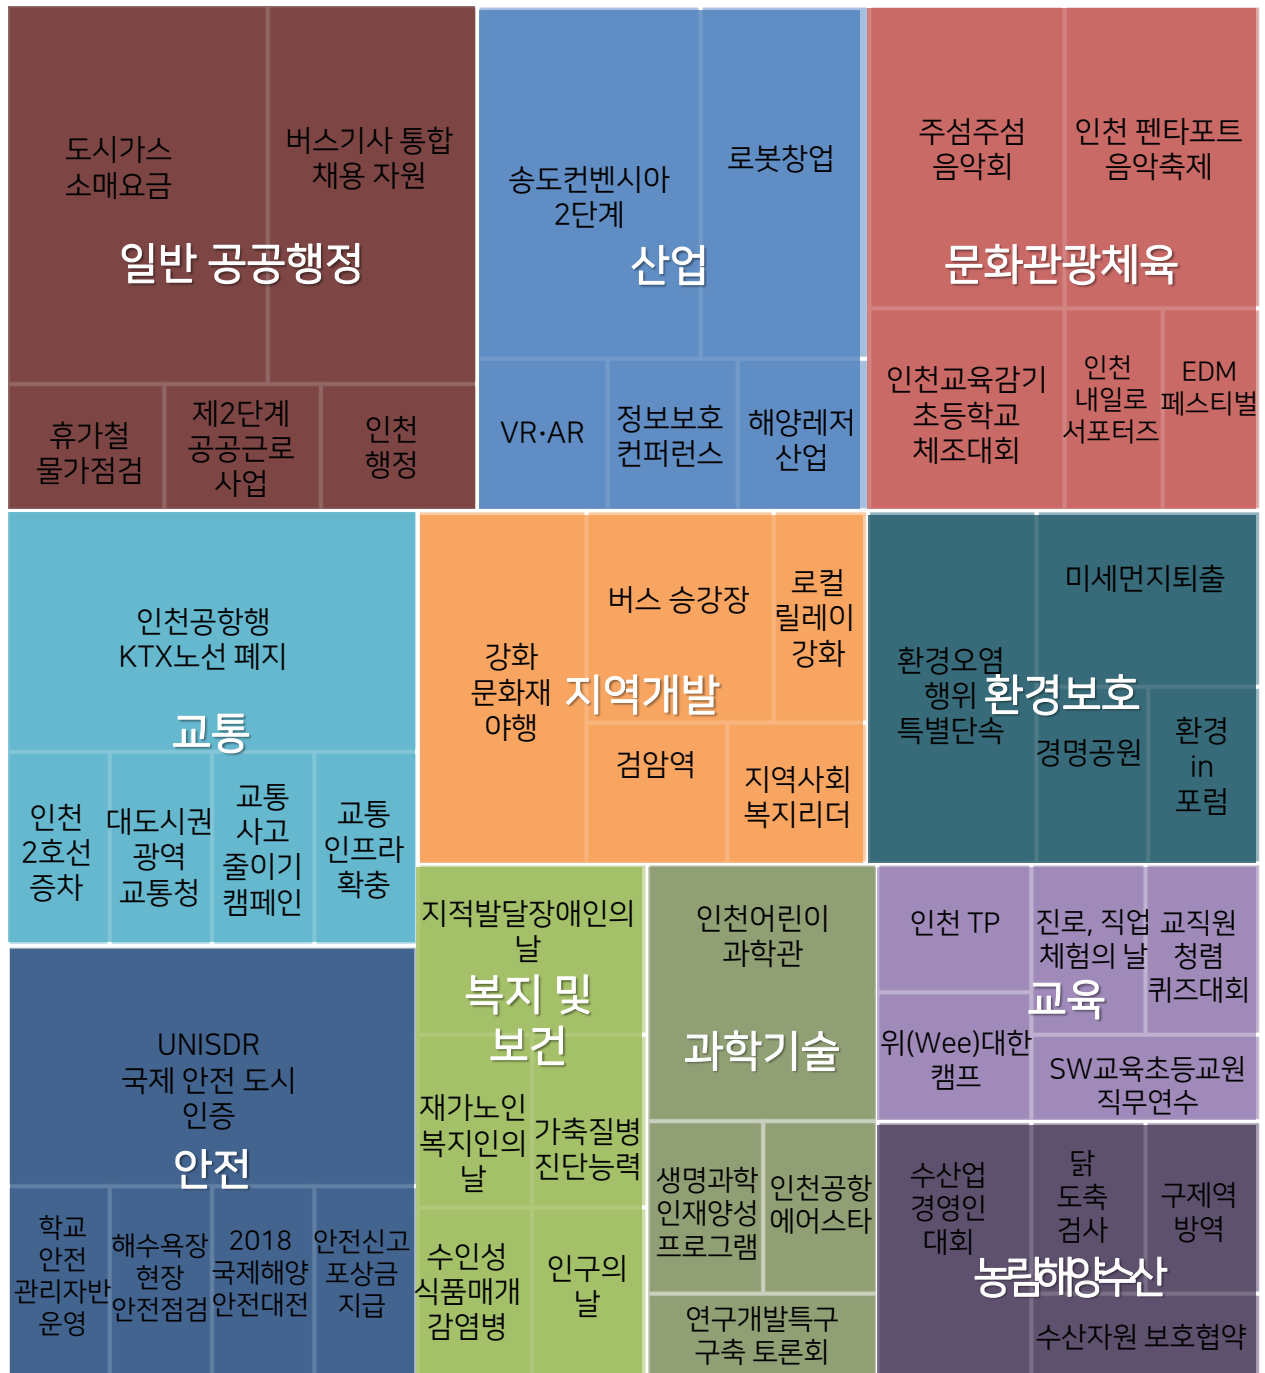 도시가스
소매요금
버스기사 통합
채용 자원
일반 공공행정
휴가철
물가점검
제2단계
공공근로
사업
인천
행정
송도컨벤시아
2단계
로봇창업
산업
VR·AR
정보보호
컨퍼런스
해양레저
산업
주섬주섬
음악회
인천 펜타포트
음악축제
문화관광체육
인천교육감기
초등학교
체조대회
인천
내일로
서포터즈
EDM
페스티벌
인천공항행
KTX노선 폐지
교통
인천
2호선
증차
대도시권
광역
교통청
교통
사고
줄이기
캠페인
교통
인프라
확충
강화
문화재
야행
버스 승강장
로컬
릴레이
강화
지역개발
검암역
지역사회
복지리더
환경오염
행위
특별단속
미세먼지퇴출
환경보호
경명공원
환경
in
포럼
UNISDR
국제 안전 도시
인증
안전
학교
안전
관리자반
운영
해수욕장
현장
안전점검
2018
국제해양
안전대전
안전신고
포상금
지급
지적발달장애인의
날
복지 및
보건
재가노인
복지인의
날
가축질병
진단능력
수인성
식품매개
감염병
인구의
날
인천어린이
과학관
과학기술
생명과학
인재양성
프로그램
인천공항
에어스타
연구개발특구
구축 토론회
인천 TP
진로, 직업
체험의 날
교직원
청렴
퀴즈대회
교육
위(Wee)대한
캠프
SW교육초등교원
직무연수
수산업
경영인
대회
닭
도축
검사
구제역
방역
농림해양수산
수산자원 보호협약